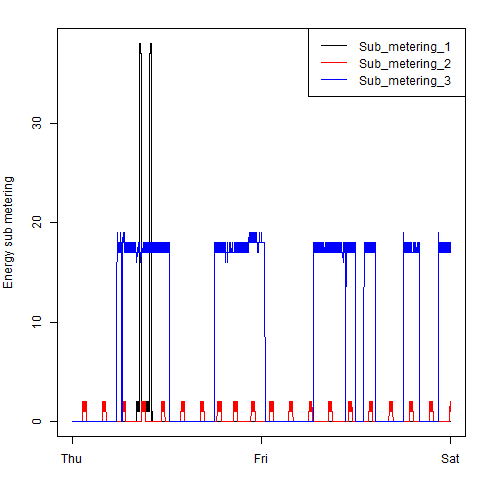 Sub_metering_1
Sub_metering_2
Sub_metering_3
Energy sub metering
30
20
10
0
Thu Fri Sat